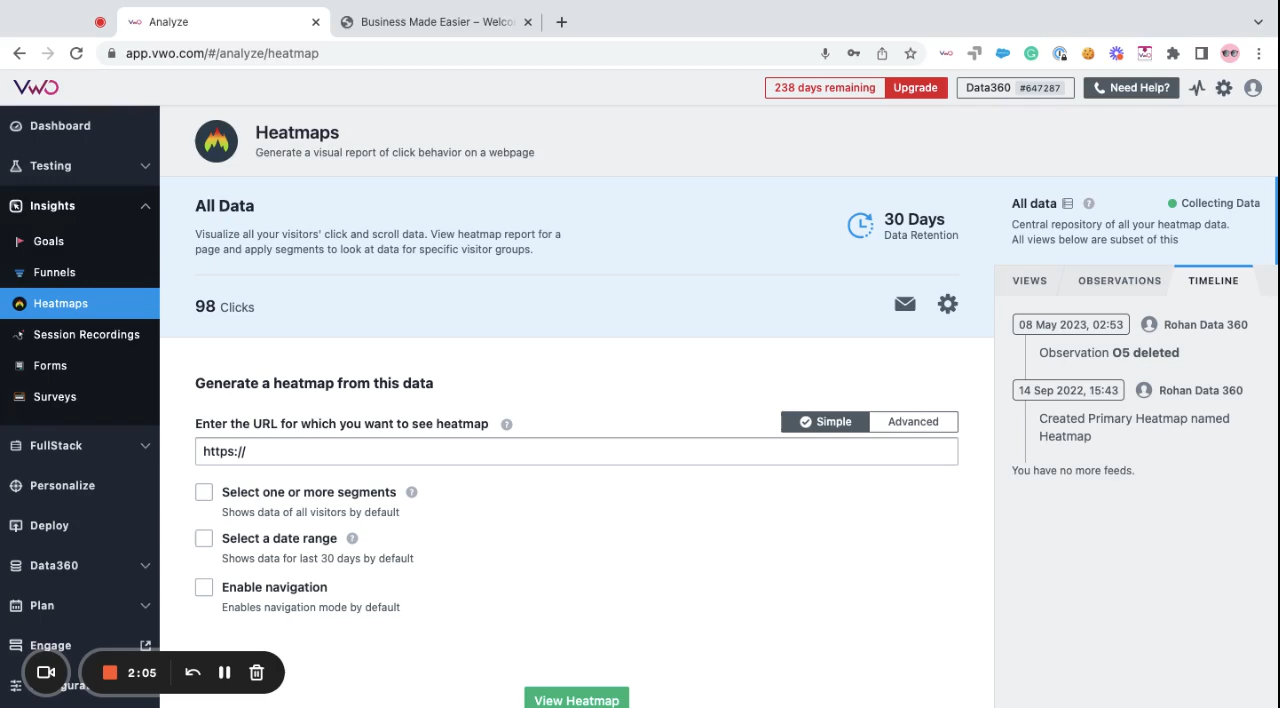 Analyze
Business Made Easier – Welco
app.vwo.com/#/analyze/heatmap
VWO
238 days remaining
Upgrade
Data360 #647287
Need Help?
Dashboard
Testing
Insights
Goals
Funnels
Heatmaps
Session Recordings
Forms
Surveys
FullStack
Personalize
Deploy
Data360
Plan
Engage
2:05
Heatmaps
Generate a visual report of click behavior on a webpage
All Data
Visualize all your visitors' click and scroll data. View heatmap report for a
page and apply segments to look at data for specific visitor groups.
30 Days
Data Retention
98 Clicks
Generate a heatmap from this data
Enter the URL for which you want to see heatmap
Simple
Advanced
https://
Select one or more segments
Shows data of all visitors by default
Select a date range
Shows data for last 30 days by default
Enable navigation
Enables navigation mode by default
View Heatmap
All data
Collecting Data
Central repository of all your heatmap data.
All views below are subset of this
VIEWS
OBSERVATIONS
TIMELINE
08 May 2023, 02:53
Rohan Data 360
Observation O5 deleted
14 Sep 2022, 15:43
Rohan Data 360
Created Primary Heatmap named
Heatmap
You have no more feeds.